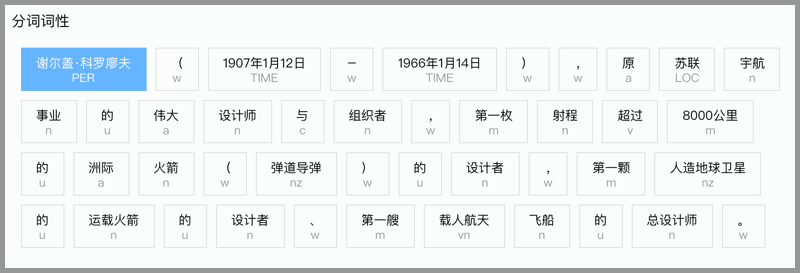 分词词性
谢尔盖·科罗廖夫 （ 1907年1月12日 － 1966年1月14日 ） ， 原 苏联 宇航
PER w TIME w TIME w w a LOC n
事业 的 伟大 设计师 与 组织者 ， 第一枚 射程 超过 8000公里
n u a n c n w m n v m
的 洲际 火箭 （ 弹道导弹 ） 的 设计者 ， 第一颗 人造地球卫星
u a n w nz w u n w m nz
的 运载火箭 的 设计者 、 第一艘 载人航天 飞船 的 总设计师 。
u n u n w m vn n u n w